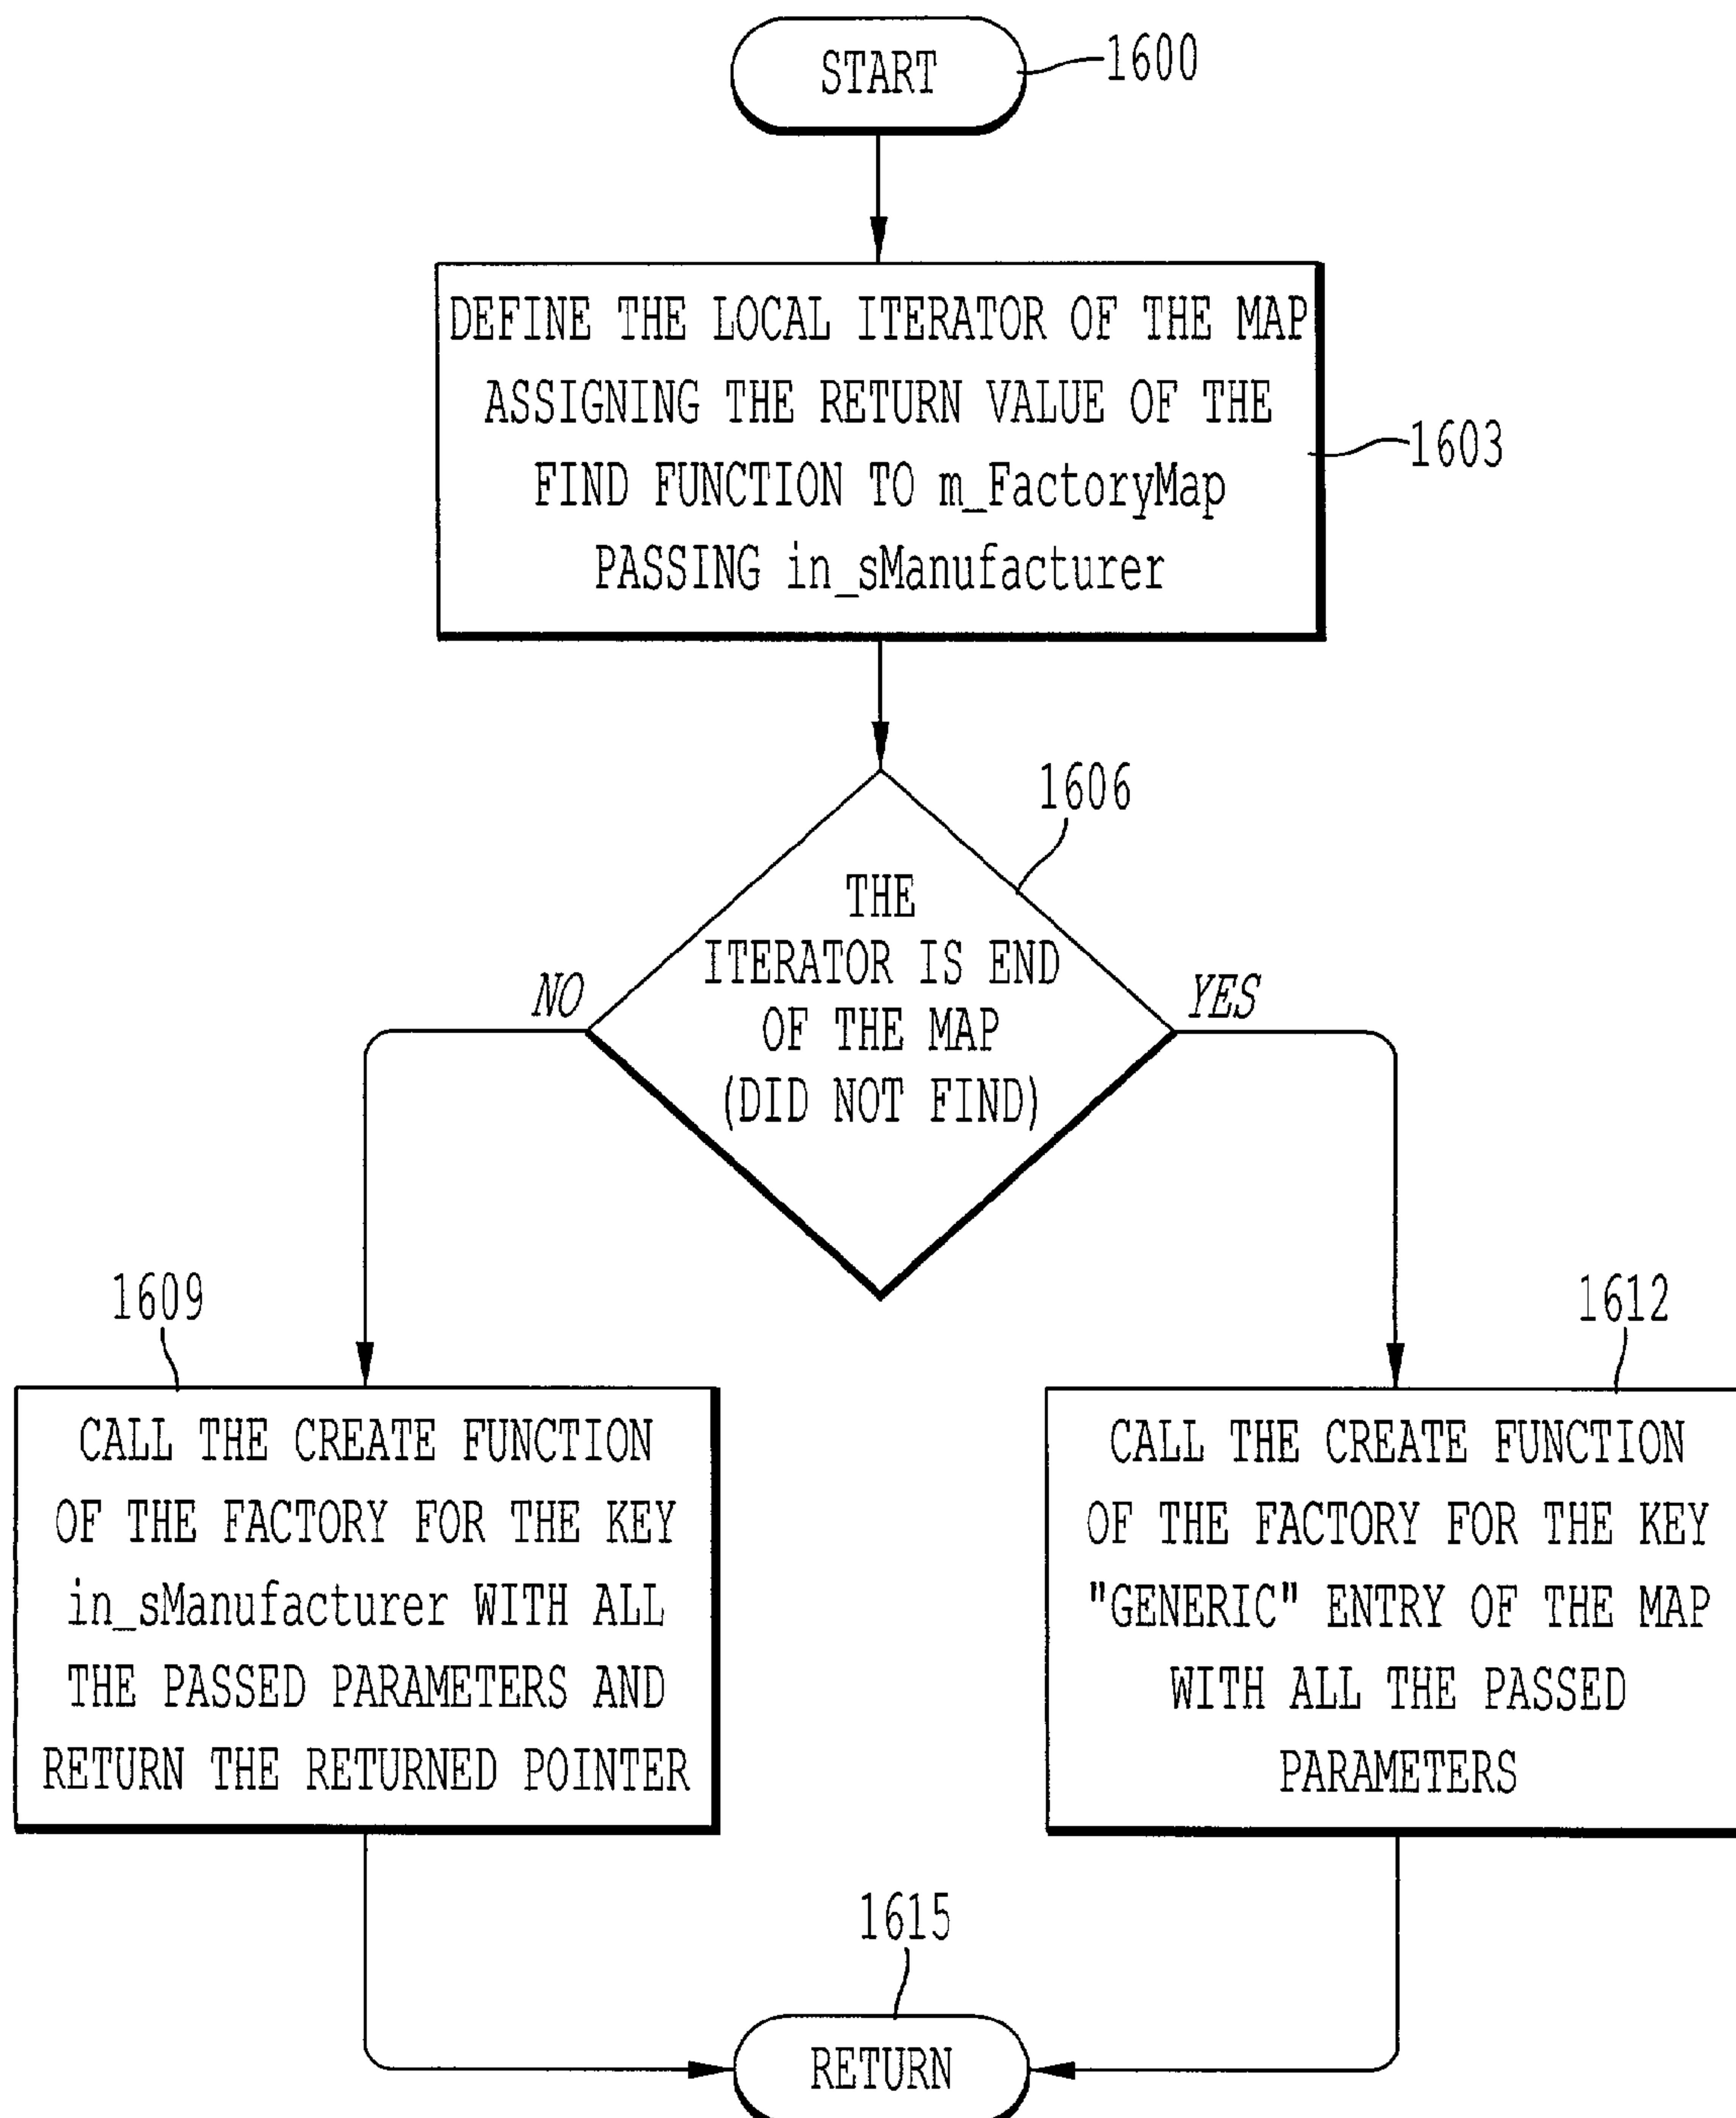 START
1600
DEFINE THE LOCAL ITERATOR OF THE MAP
ASSIGNING THE RETURN VALUE OF THE
FIND FUNCTION TO m_FactoryMap
PASSING in_sManufacturer
1603
1606
THE
ITERATOR IS END
OF THE MAP
(DID NOT FIND)
NO
YES
1609
CALL THE CREATE FUNCTION
OF THE FACTORY FOR THE KEY
in_sManufacturer WITH ALL
THE PASSED PARAMETERS AND
RETURN THE RETURNED POINTER
1612
CALL THE CREATE FUNCTION
OF THE FACTORY FOR THE KEY
"GENERIC" ENTRY OF THE MAP
WITH ALL THE PASSED
PARAMETERS
1615
RETURN